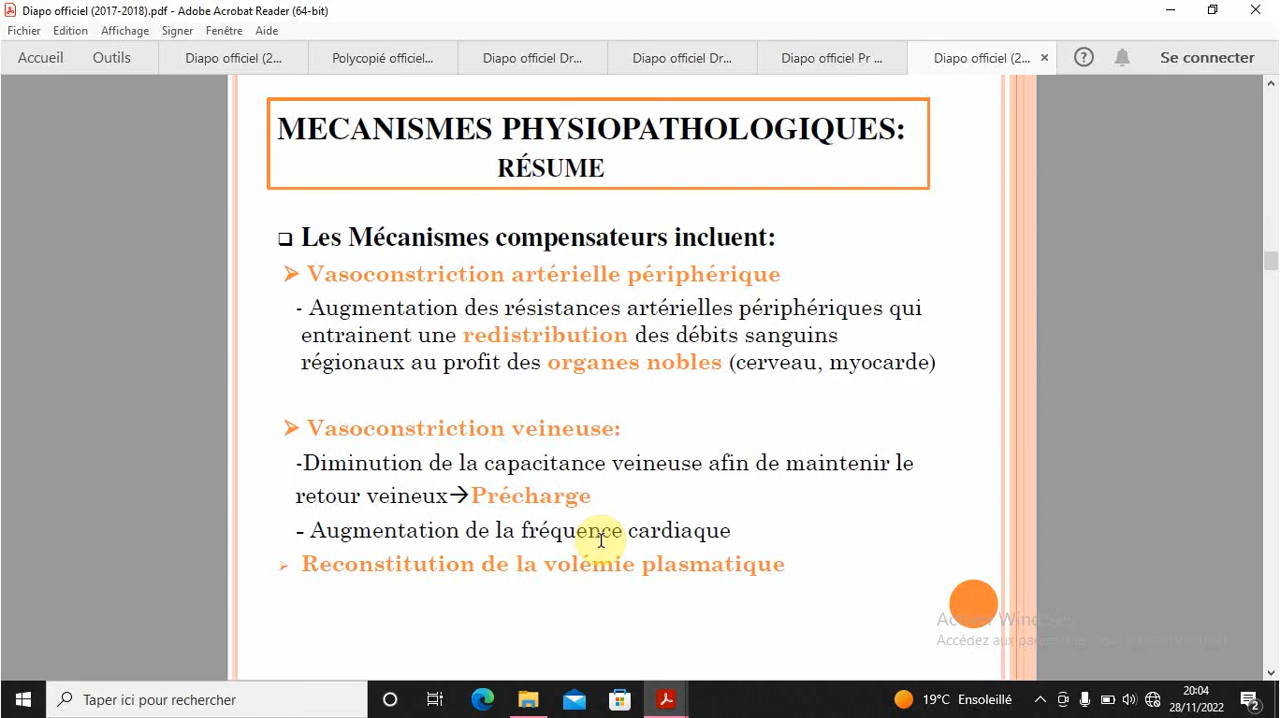 Diapo officiel (2017-2018).pdf - Adobe Acrobat Reader (64-bit)
Fichier Edition Affichage Signer Fenêtre Aide
Accueil Outils Diapo officiel (2... Polycopié officiel... Diapo officiel Dr... Diapo officiel Dr... Diapo officiel Pr ... Diapo officiel (2... Se connecter
MECANISMES PHYSIOPATHOLOGIQUES:
RÉSUME
Les Mécanismes compensateurs incluent:
Vasoconstriction artérielle périphérique
- Augmentation des résistances artérielles périphériques qui
entrainent une redistribution des débits sanguins
régionaux au profit des organes nobles (cerveau, myocarde)
Vasoconstriction veineuse:
-Diminution de la capacitance veineuse afin de maintenir le
retour veineux→Précharge
- Augmentation de la fréquence cardiaque
Reconstitution de la volémie plasmatique
Windows
Accédez aux
Taper ici pour rechercher
19°C Ensoleillé
20:04
28/11/2022
2